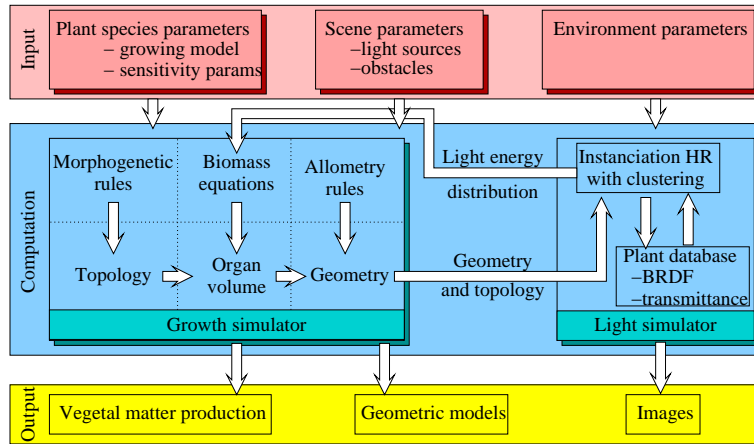 Input
Plant species parameters
– growing model
– sensitivity params
Scene parameters
–light sources
–obstacles
Environment parameters
Computation
Morphogenetic
rules
Biomass
equations
Allometry
rules
Topology
Organ
volume
Geometry
Growth simulator
Light energy
distribution
Geometry
and topology
Instanciation HR
with clustering
Plant database
–BRDF
–transmittance
Light simulator
Output
Vegetal matter production
Geometric models
Images